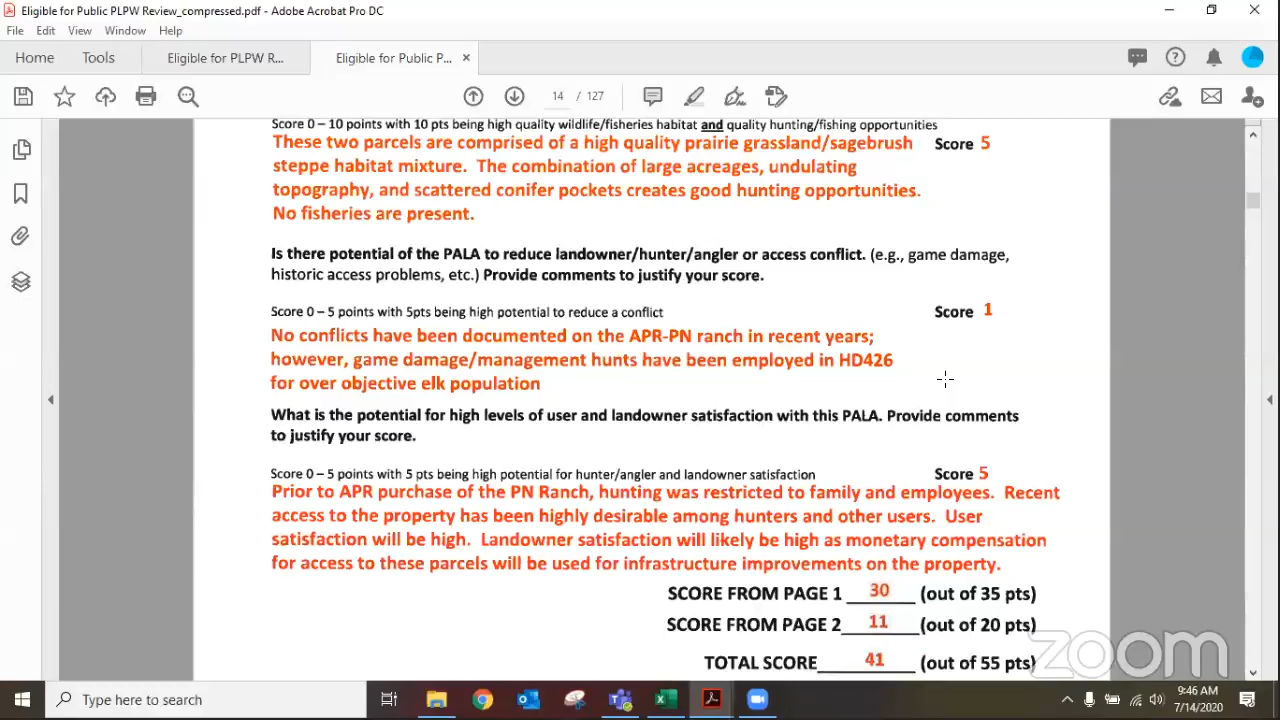 Eligible for Public PLPW Review_compressed.pdf - Adobe Acrobat Pro DC
File Edit View Window Help
Home Tools Eligible for PLPW R... Eligible for Public P... ×
14 / 127
Score 0 – 10 points with 10 pts being high quality wildlife/fisheries habitat and quality hunting/fishing opportunities
These two parcels are comprised of a high quality prairie grassland/sagebrush Score 5
steppe habitat mixture. The combination of large acreages, undulating
topography, and scattered conifer pockets creates good hunting opportunities.
No fisheries are present.
Is there potential of the PALA to reduce landowner/hunter/angler or access conflict. (e.g., game damage,
historic access problems, etc.) Provide comments to justify your score.
Score 0 – 5 points with 5pts being high potential to reduce a conflict Score 1
No conflicts have been documented on the APR-PN ranch in recent years;
however, game damage/management hunts have been employed in HD426
for over objective elk population
What is the potential for high levels of user and landowner satisfaction with this PALA. Provide comments
to justify your score.
Score 0 – 5 points with 5 pts being high potential for hunter/angler and landowner satisfaction Score 5
Prior to APR purchase of the PN Ranch, hunting was restricted to family and employees. Recent
access to the property has been highly desirable among hunters and other users. User
satisfaction will be high. Landowner satisfaction will likely be high as monetary compensation
for access to these parcels will be used for infrastructure improvements on the property.
SCORE FROM PAGE 1 30 (out of 35 pts)
SCORE FROM PAGE 2 11 (out of 20 pts)
TOTAL SCORE 41 (out of 55 pts)
zoom
Type here to search
9:46 AM
7/14/2020